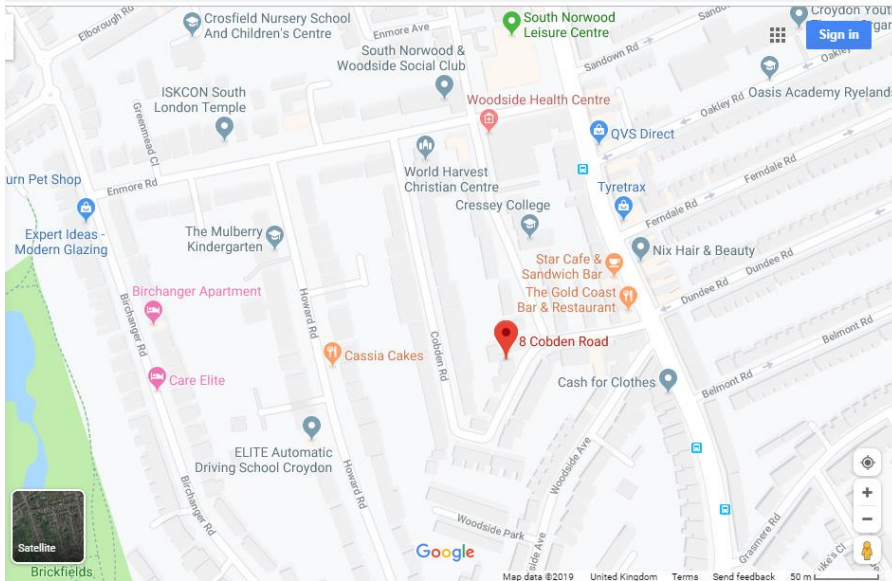 Elborough Rd
Crosfield Nursery School
And Children's Centre
Enmore Ave
South Norwood
Leisure Centre
Sandown Rd
Croydon Yout
Sign in
South Norwood &
Woodside Social Club
Oakley Rd
Oasis Academy Ryelands
ISKCON South
London Temple
Greenmead Cl
Woodside Health Centre
Oakley Rd
QVS Direct
urn Pet Shop
Enmore Rd
World Harvest
Christian Centre
Tyretrax
Ferndale Rd
Ferndale Rd
Cressey College
Expert Ideas -
Modern Glazing
The Mulberry
Kindergarten
Nix Hair & Beauty
Star Cafe &
Sandwich Bar
Dundee Rd
The Gold Coast
Bar & Restaurant
Dundee Rd
Birchanger Apartment
Birchanger Rd
Howard Rd
Cobden Rd
8 Cobden Road
Belmont Rd
Cassia Cakes
Care Elite
Cash for Clothes
Belmont Rd
ELITE Automatic
Driving School Croydon
Woodside Ave
Howard Rd
Birchanger Rd
Woodside Park
side Ave
Grasmere Rd
uke's Cl
Satellite
Google
Brickfields
Map data ©2019 United Kingdom Terms Send feedback 50 m